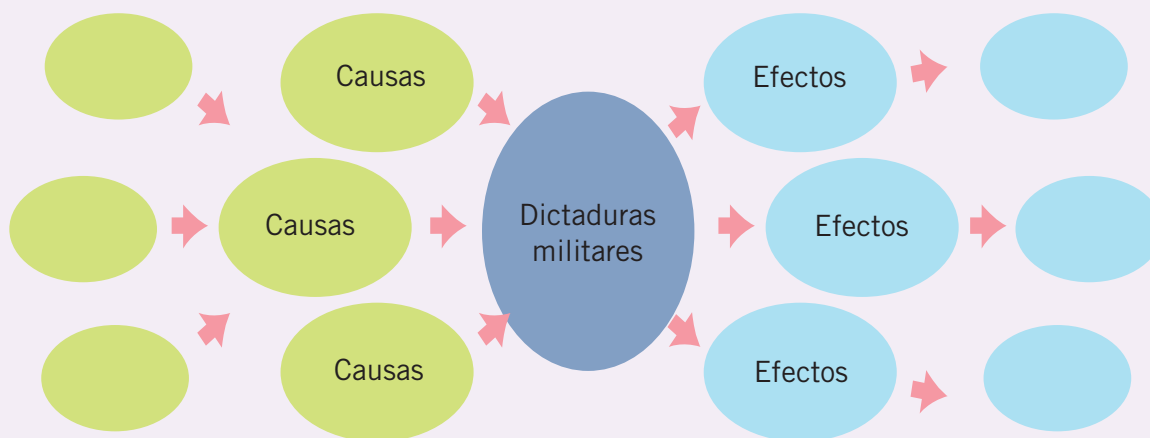 Causas
Efectos
Causas
Dictaduras
militares
Efectos
Causas
Efectos